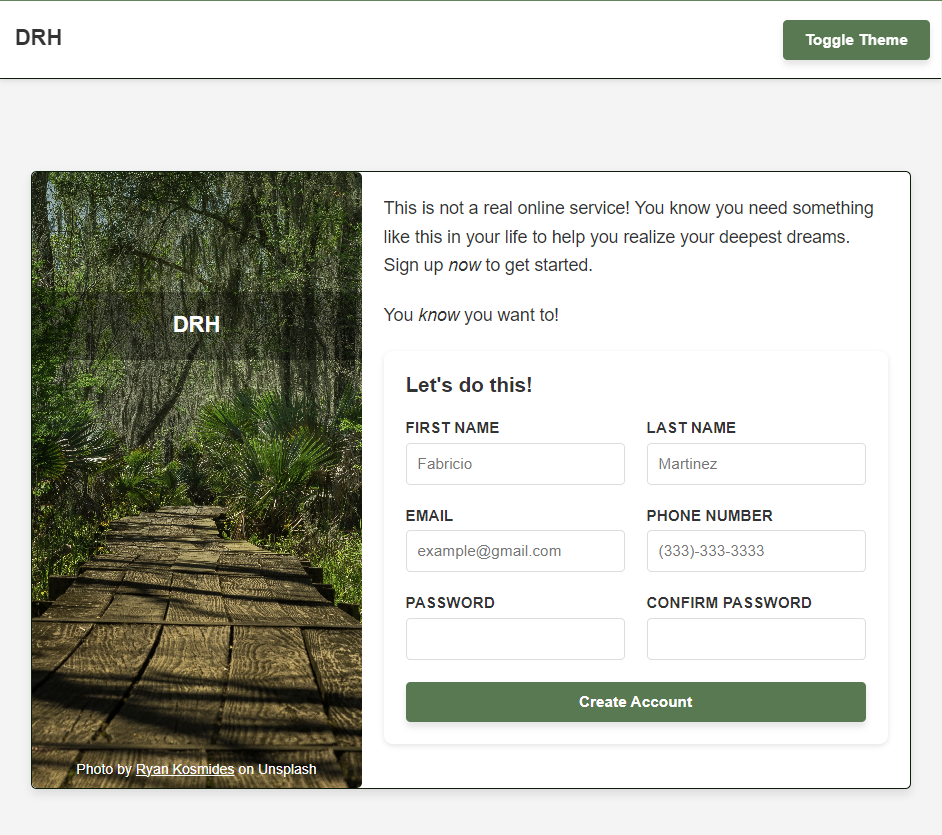 DRH
Toggle Theme
DRH
Photo by Ryan Kosmides on Unsplash
This is not a real online service! You know you need something
like this in your life to help you realize your deepest dreams.
Sign up now to get started.
You know you want to!
Let's do this!
FIRST NAME
LAST NAME
Fabricio
Martinez
EMAIL
PHONE NUMBER
example@gmail.com
(333)-333-3333
PASSWORD
CONFIRM PASSWORD
Create Account